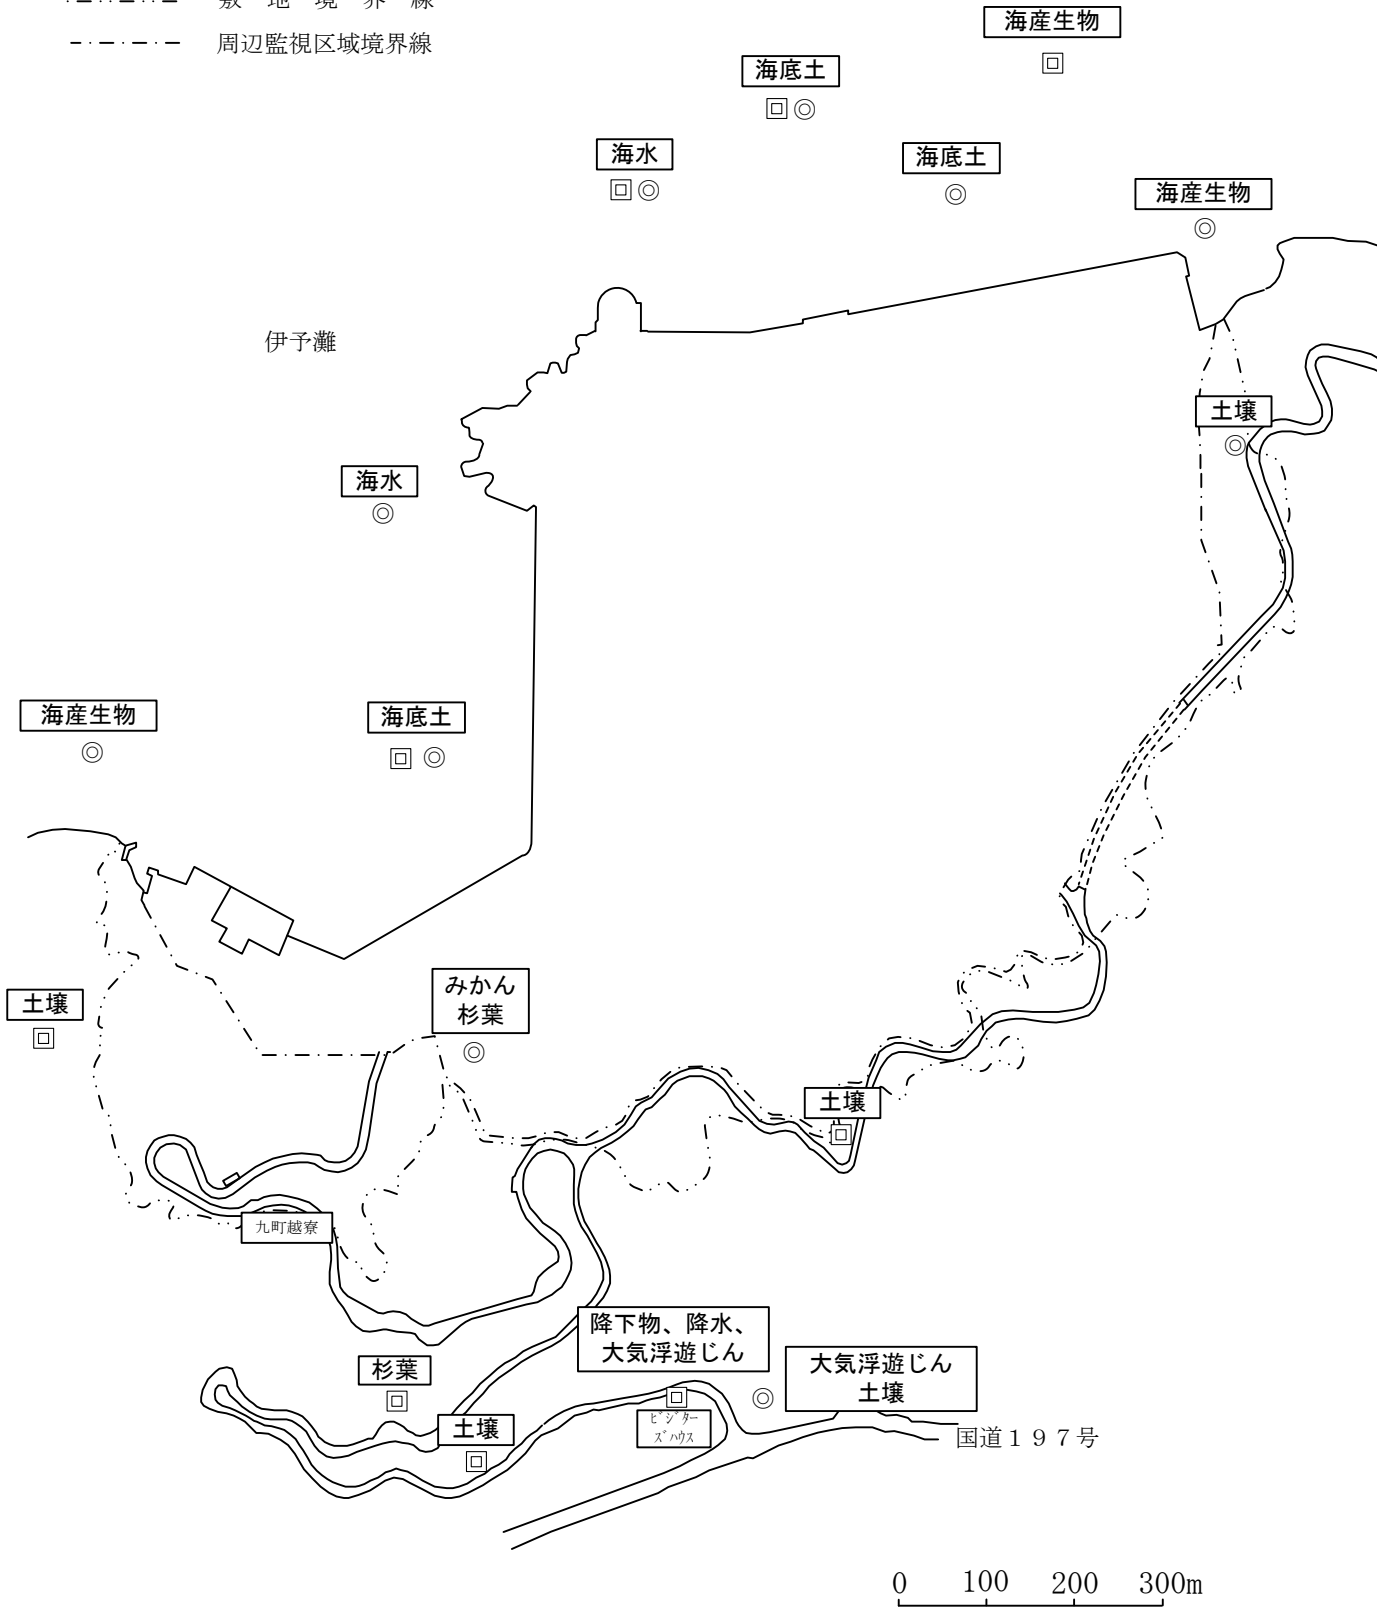 敷地境界線
周辺監視区域境界線
海産生物
海底土
海水
海底土
海産生物
伊予灘
土壌
海水
海産生物
海底土
みかん
杉葉
土壌
土壌
九町越寮
降下物、降水、
大気浮遊じん
大気浮遊じん
土壌
杉葉
土壌
ビジター
ズハウス
国道１９７号
0 100 200 300m